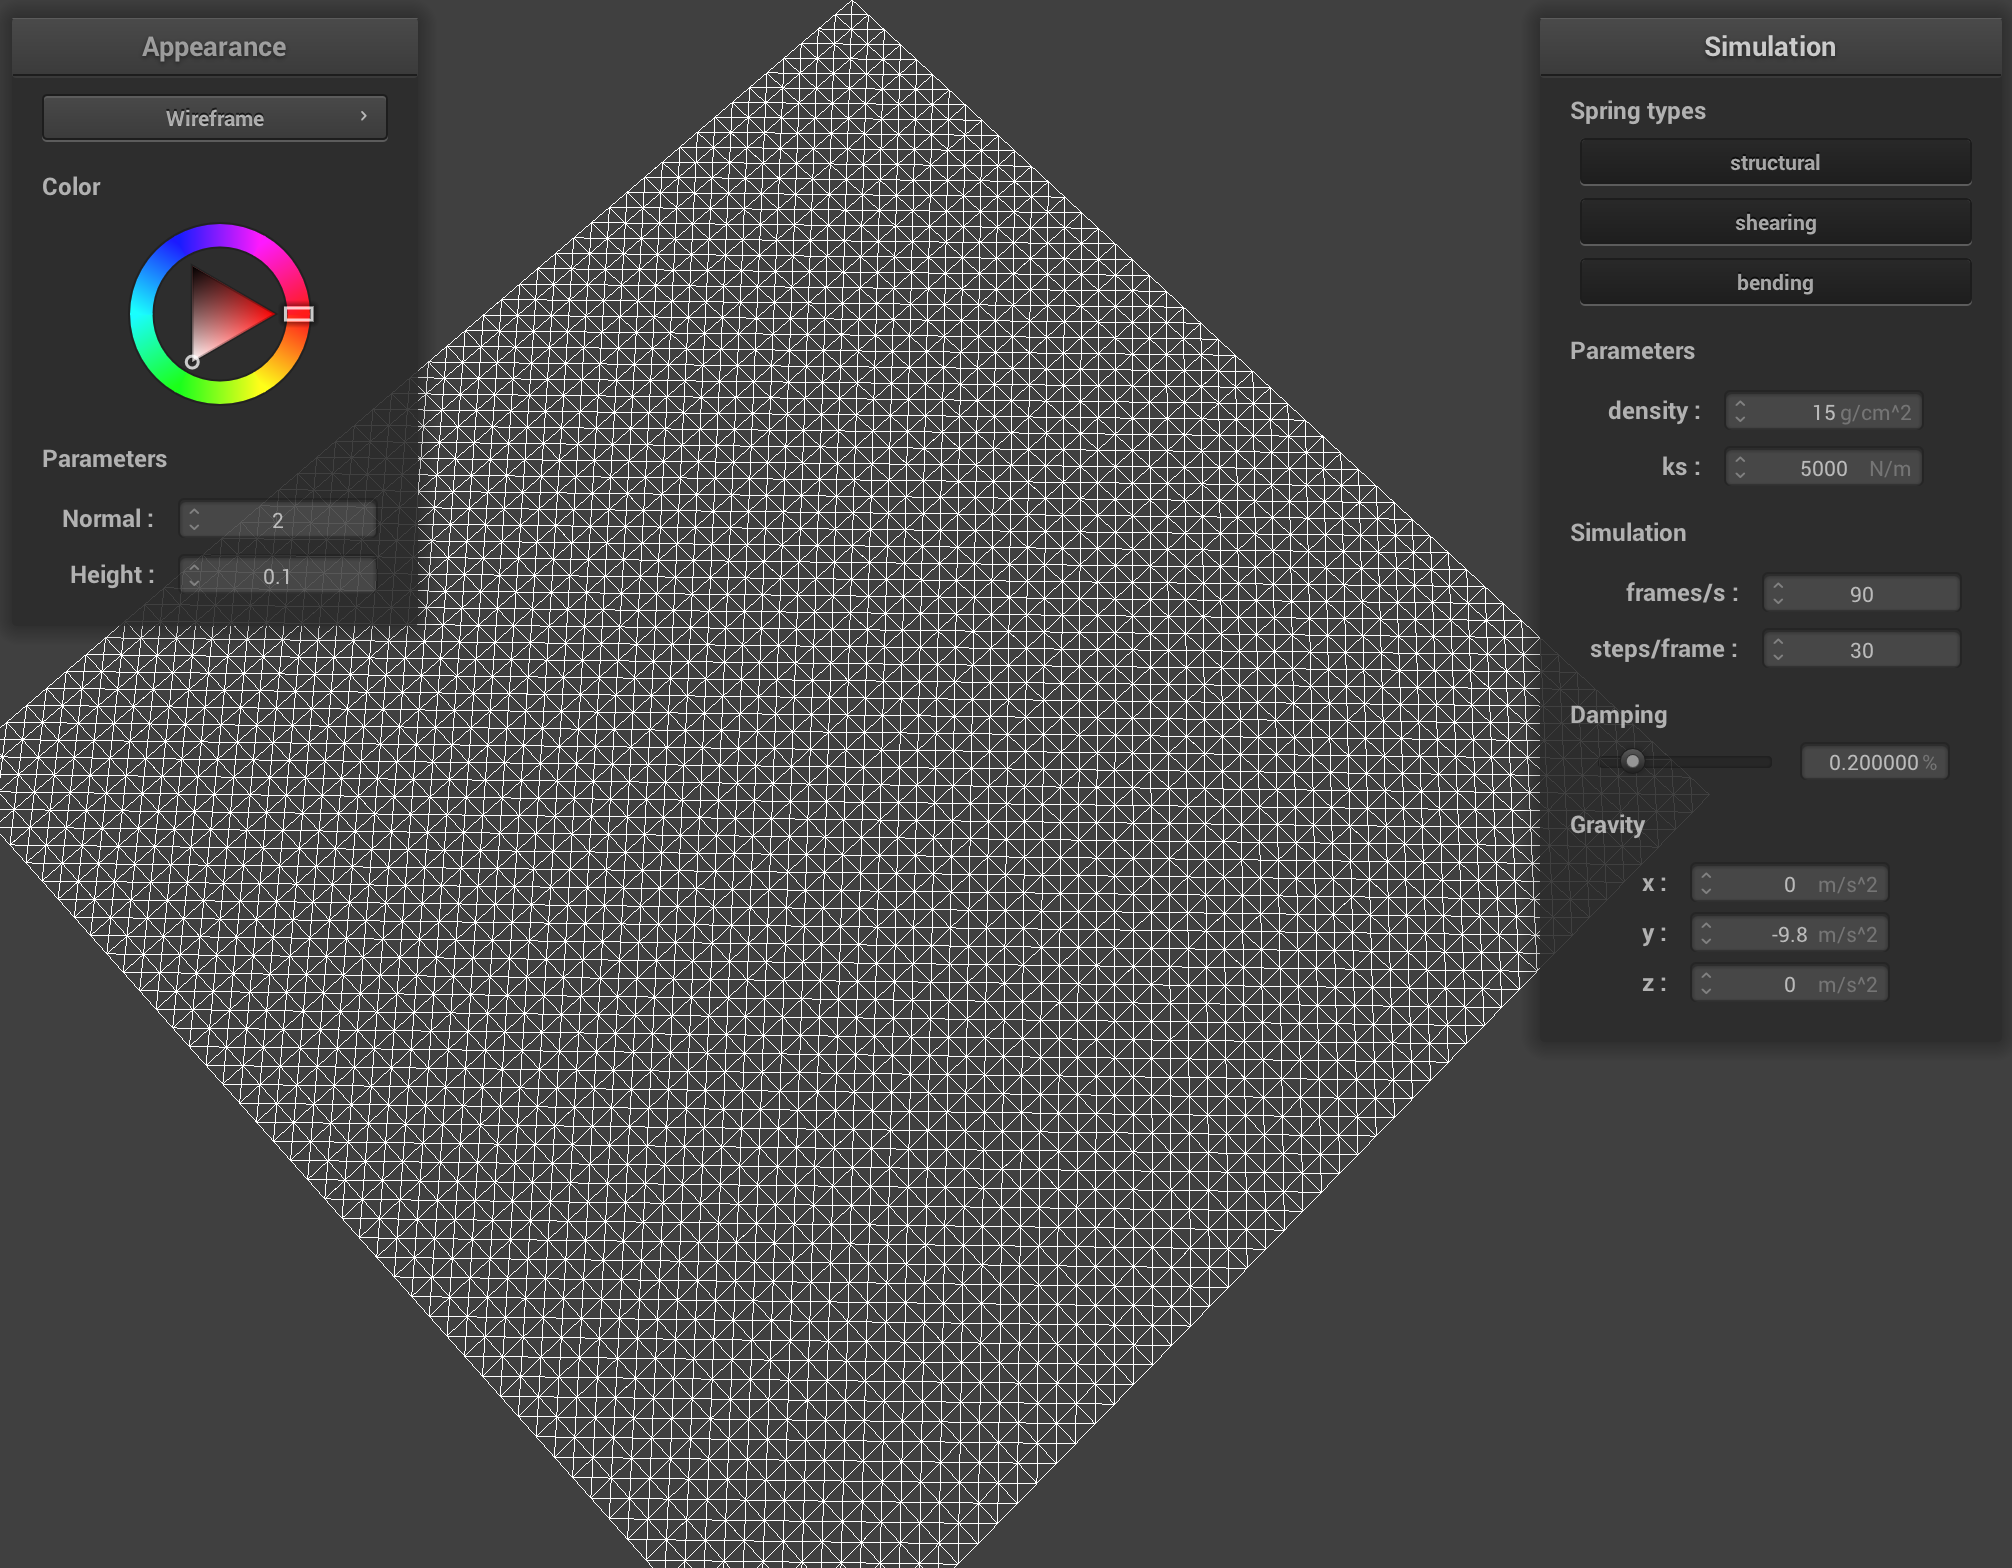 Appearance
Wireframe
Color
Parameters
Normal : 2
Height : 0.1
Simulation
Spring types
structural
shearing
bending
Parameters
density : 15 g/cm^2
ks : 5000 N/m
Simulation
frames/s : 90
steps/frame : 30
Damping
0.200000 %
Gravity
x : 0 m/s^2
y : -9.8 m/s^2
z : 0 m/s^2